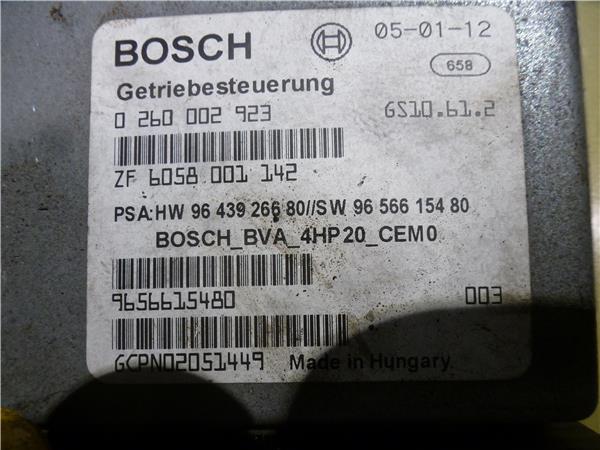 BOSCH 05-01-12
658
Getriebesteuerung
0 260 002 923 GS10.61.2
ZF 6058 001 142
PSA:HW 96 439 266 80//SW 96 566 154 80
BOSCH_BVA_4HP20_CEM0
9656615480 003
GCPN02051449 Made in Hungary